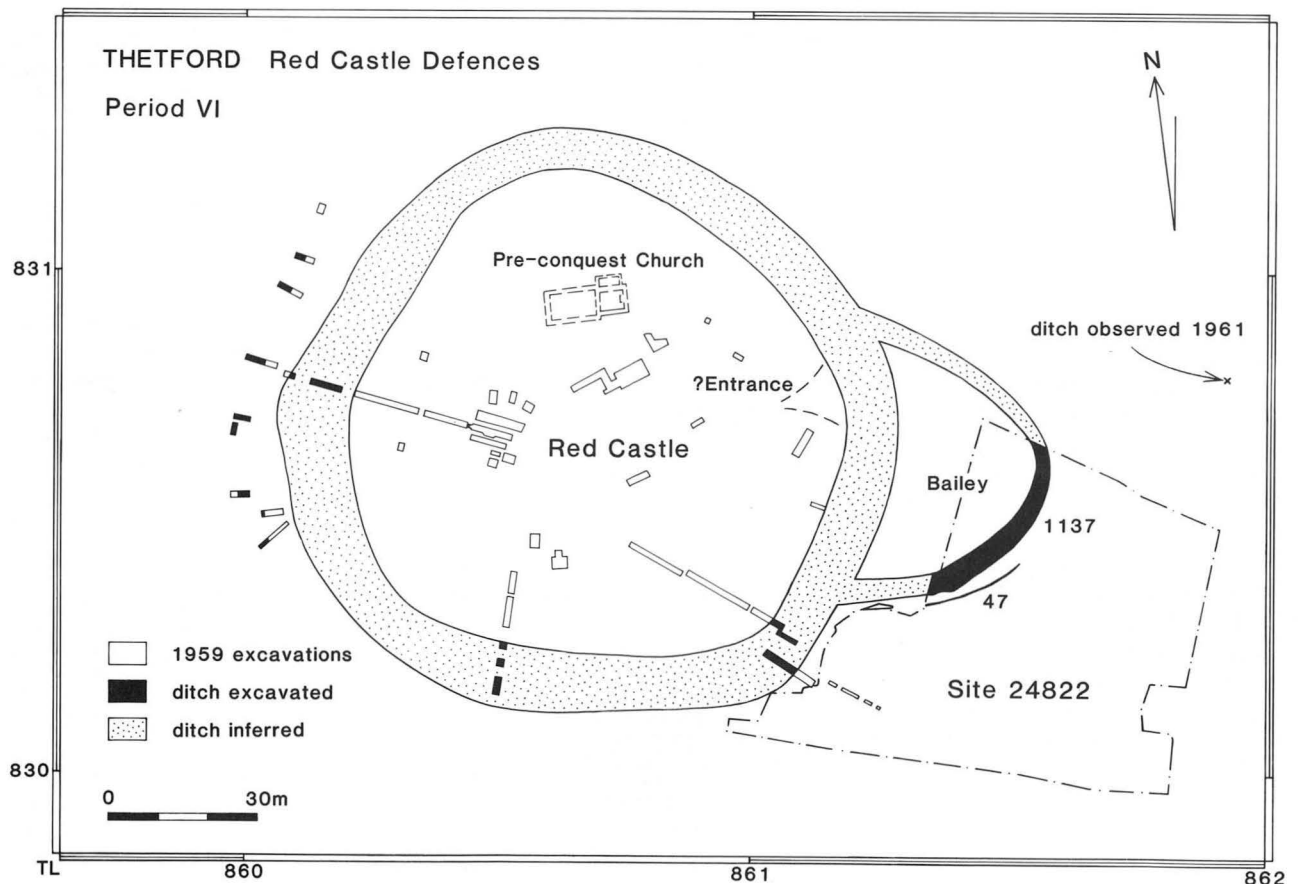 THETFORD Red Castle Defences
Period VI
N
831
Pre-conquest Church
ditch observed 1961
?Entrance
Red Castle
Bailey
1137
47
1959 excavations
ditch excavated
ditch inferred
Site 24822
830
0 30m
TL 860 861 862